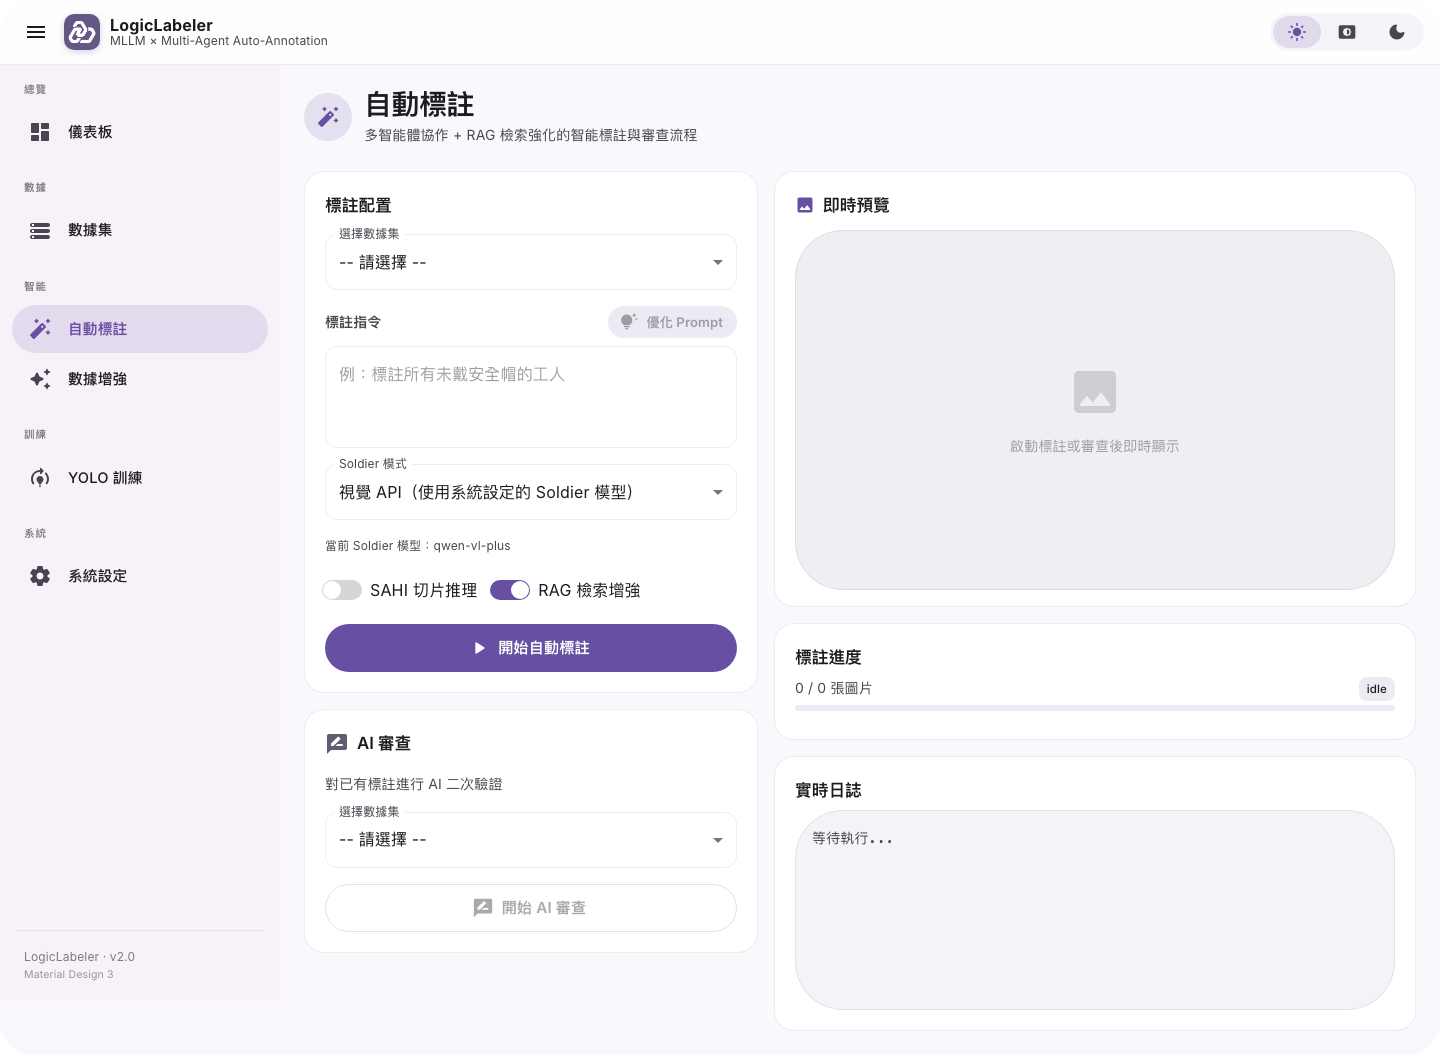 LogicLabeler
MLLM × Multi-Agent Auto-Annotation
總覽
儀表板
數據
數據集
智能
自動標註
數據增強
訓練
YOLO 訓練
系統
系統設定
LogicLabeler · v2.0
Material Design 3
自動標註
多智能體協作 + RAG 檢索強化的智能標註與審查流程
標註配置
選擇數據集
-- 請選擇 --
標註指令
優化 Prompt
例：標註所有未戴安全帽的工人
Soldier 模式
視覺 API（使用系統設定的 Soldier 模型）
當前 Soldier 模型：qwen-vl-plus
SAHI 切片推理
RAG 檢索增強
開始自動標註
AI 審查
對已有標註進行 AI 二次驗證
選擇數據集
-- 請選擇 --
開始 AI 審查
即時預覽
啟動標註或審查後即時顯示
標註進度
0 / 0 張圖片
idle
實時日誌
等待執行...